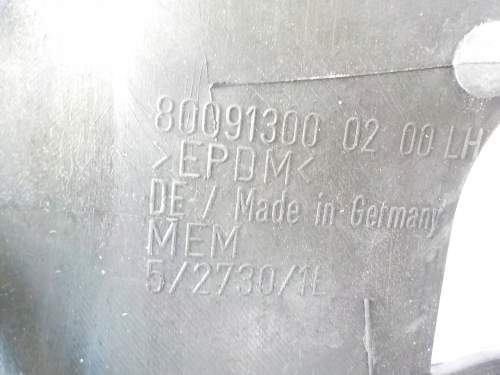 80091300 02 00 LH
>EPDM<
DE / Made in Germany
MEM
5/2730/1L